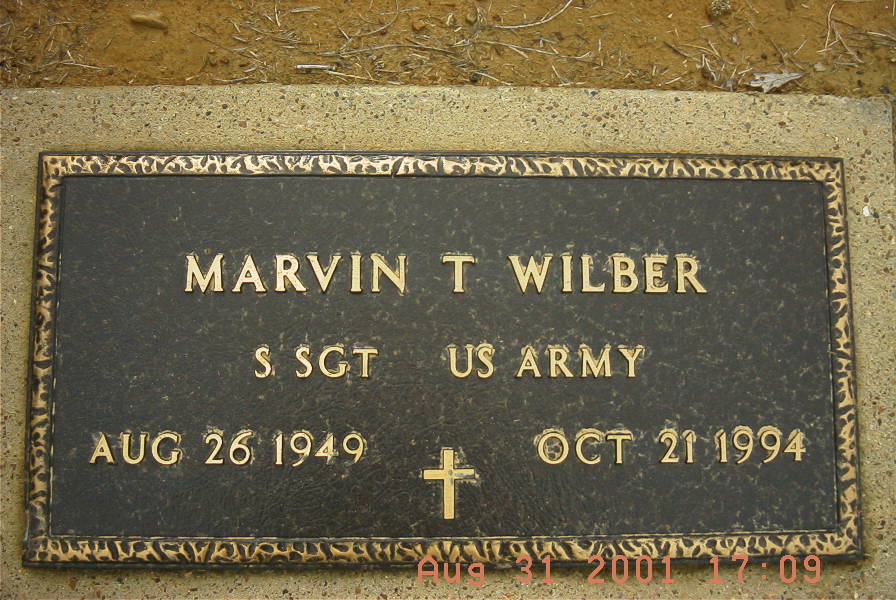 MARVIN T WILBER
S SGT US ARMY
AUG 26 1949 OCT 21 1994
Aug 31 2001 17:09